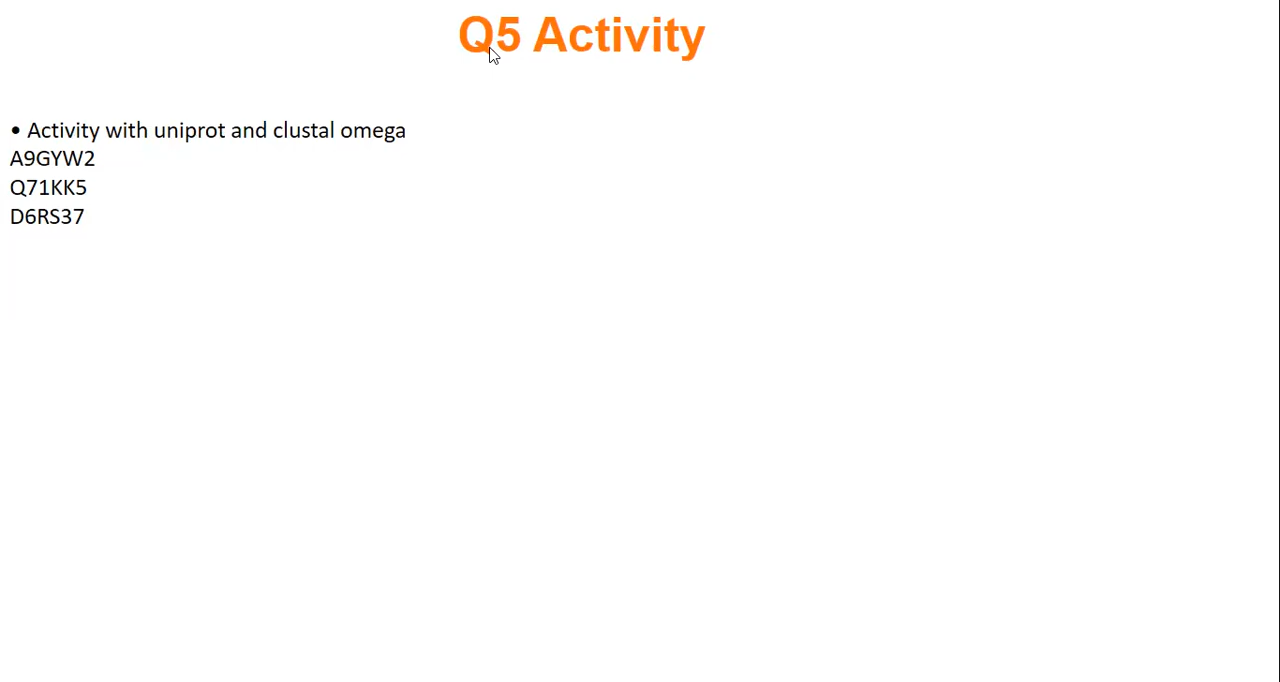 Q5 Activity
• Activity with uniprot and clustal omega
A9GYW2
Q71KK5
D6RS37